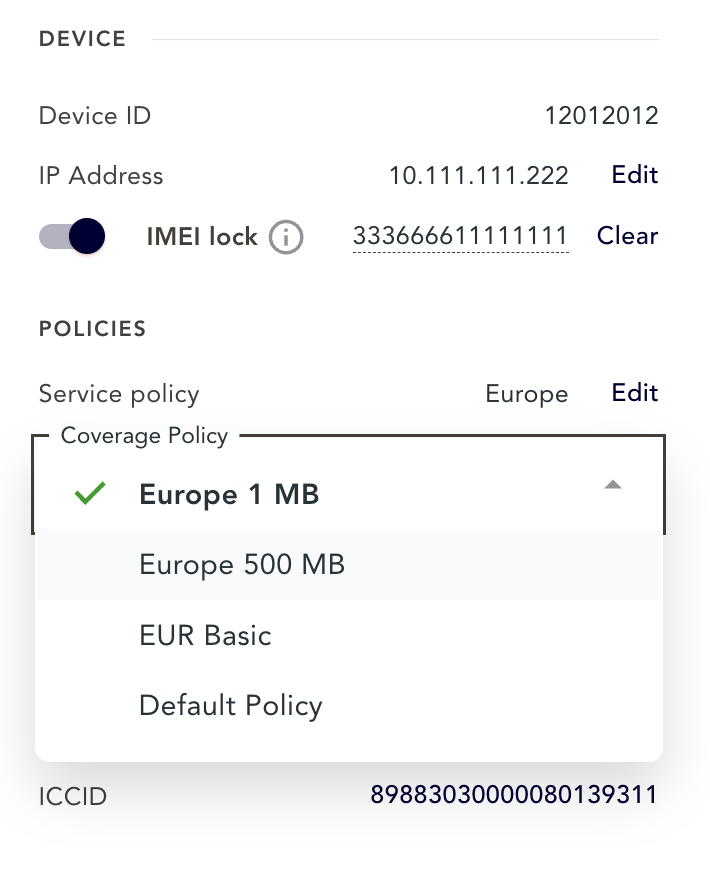 DEVICE
Device ID 12012012
IP Address 10.111.111.222 Edit
IMEI lock i 333666611111111 Clear
POLICIES
Service policy Europe Edit
Coverage Policy
Europe 1 MB
Europe 500 MB
EUR Basic
Default Policy
ICCID 89883030000080139311